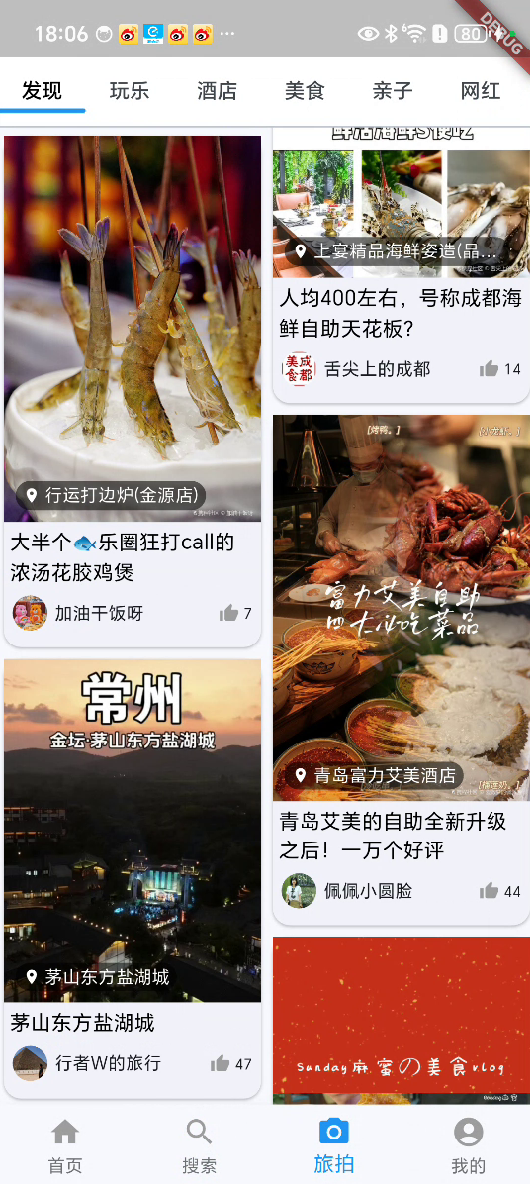 18:06
80
DEBUG
发现
玩乐
酒店
美食
亲子
网红
行运打边炉(金源店)
大半个🐟乐圈狂打call的
浓汤花胶鸡煲
加油干饭呀
7
常州
金坛·茅山东方盐湖城
茅山东方盐湖城
茅山东方盐湖城
行者W的旅行
47
上宴精品海鲜姿造(晶...
人均400左右，号称成都海
鲜自助天花板?
美成
食都
舌尖上的成都
14
[烤鸭。]
富力艾美自助
四大必吃菜品
青岛富力艾美酒店
[榴莲奶。]
青岛艾美的自助全新升级
之后！一万个好评
佩佩小圆脸
44
Sunday麻蜜の美食vlog
首页
搜索
旅拍
我的